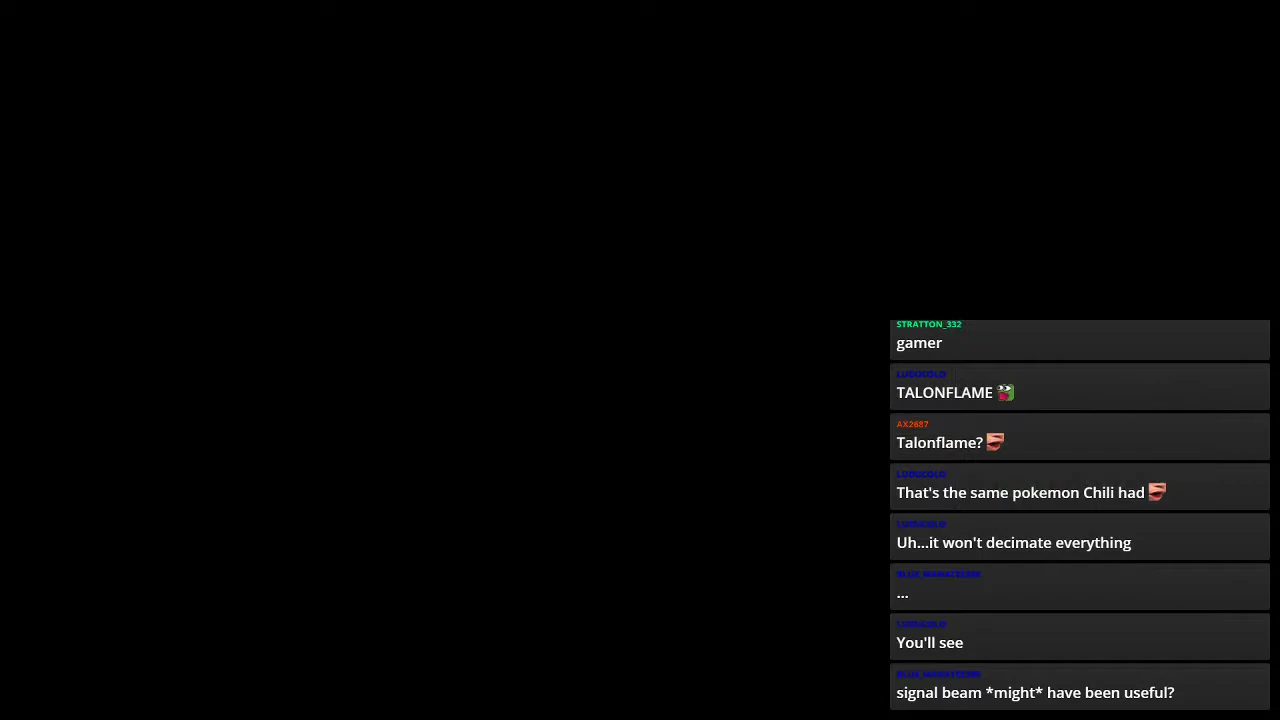 STRATTON_332
gamer
TALONFLAME
AX2687
Talonflame?
That's the same pokemon Chili had
Uh...it won't decimate everything
...
You'll see
signal beam *might* have been useful?